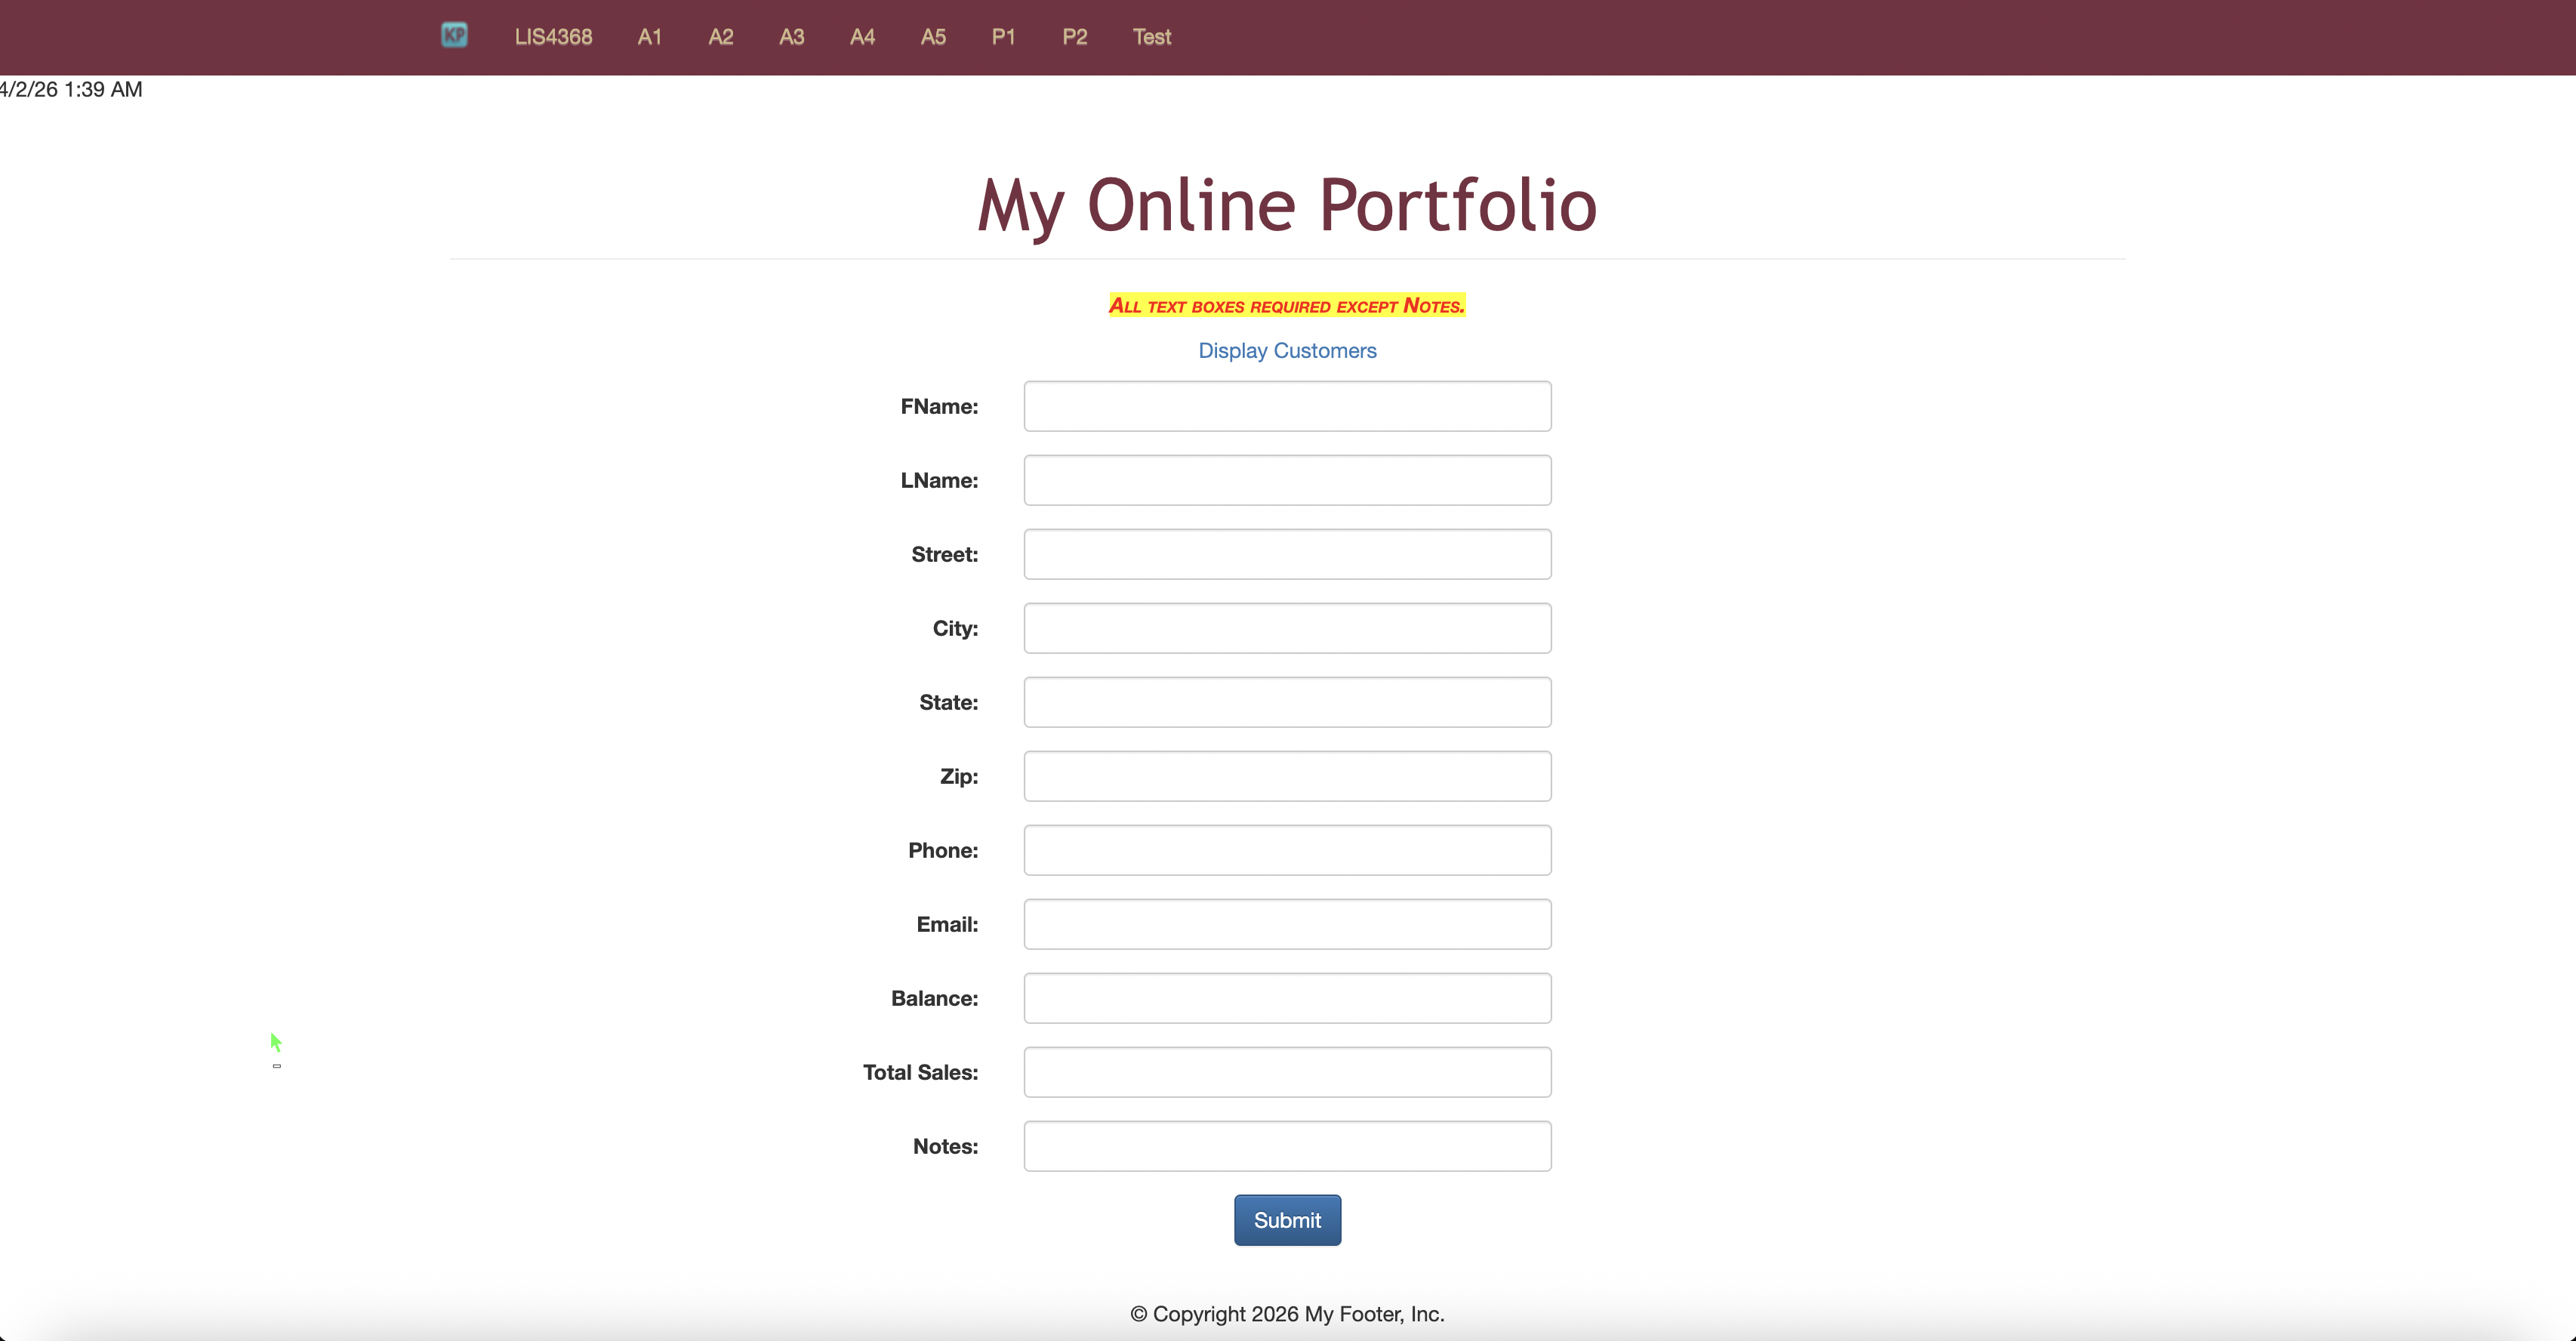 KP LIS4368 A1 A2 A3 A4 A5 P1 P2 Test
4/2/26 1:39 AM
My Online Portfolio
All text boxes required except Notes.
Display Customers
FName:
LName:
Street:
City:
State:
Zip:
Phone:
Email:
Balance:
Total Sales:
Notes:
Submit
© Copyright 2026 My Footer, Inc.